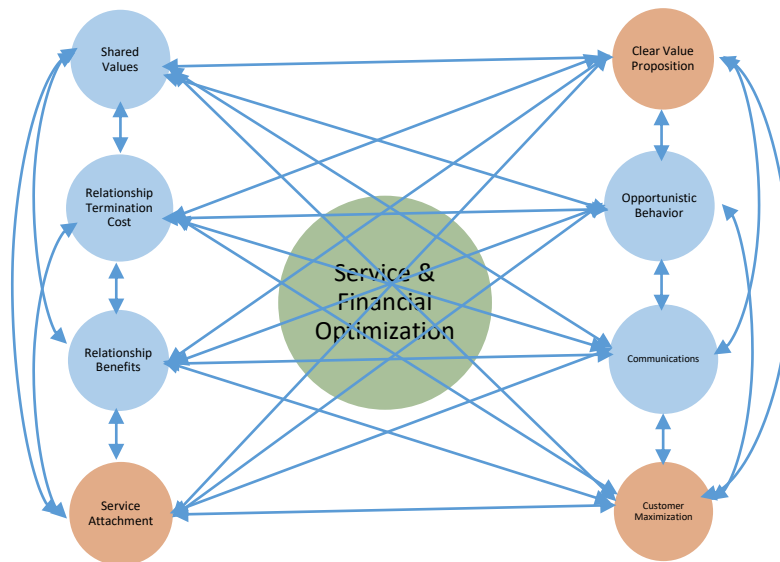 Shared
Values
Clear Value
Proposition
Relationship
Termination
Cost
Opportunistic
Behavior
Service &
Financial
Optimization
Relationship
Benefits
Communications
Service
Attachment
Customer
Maximization